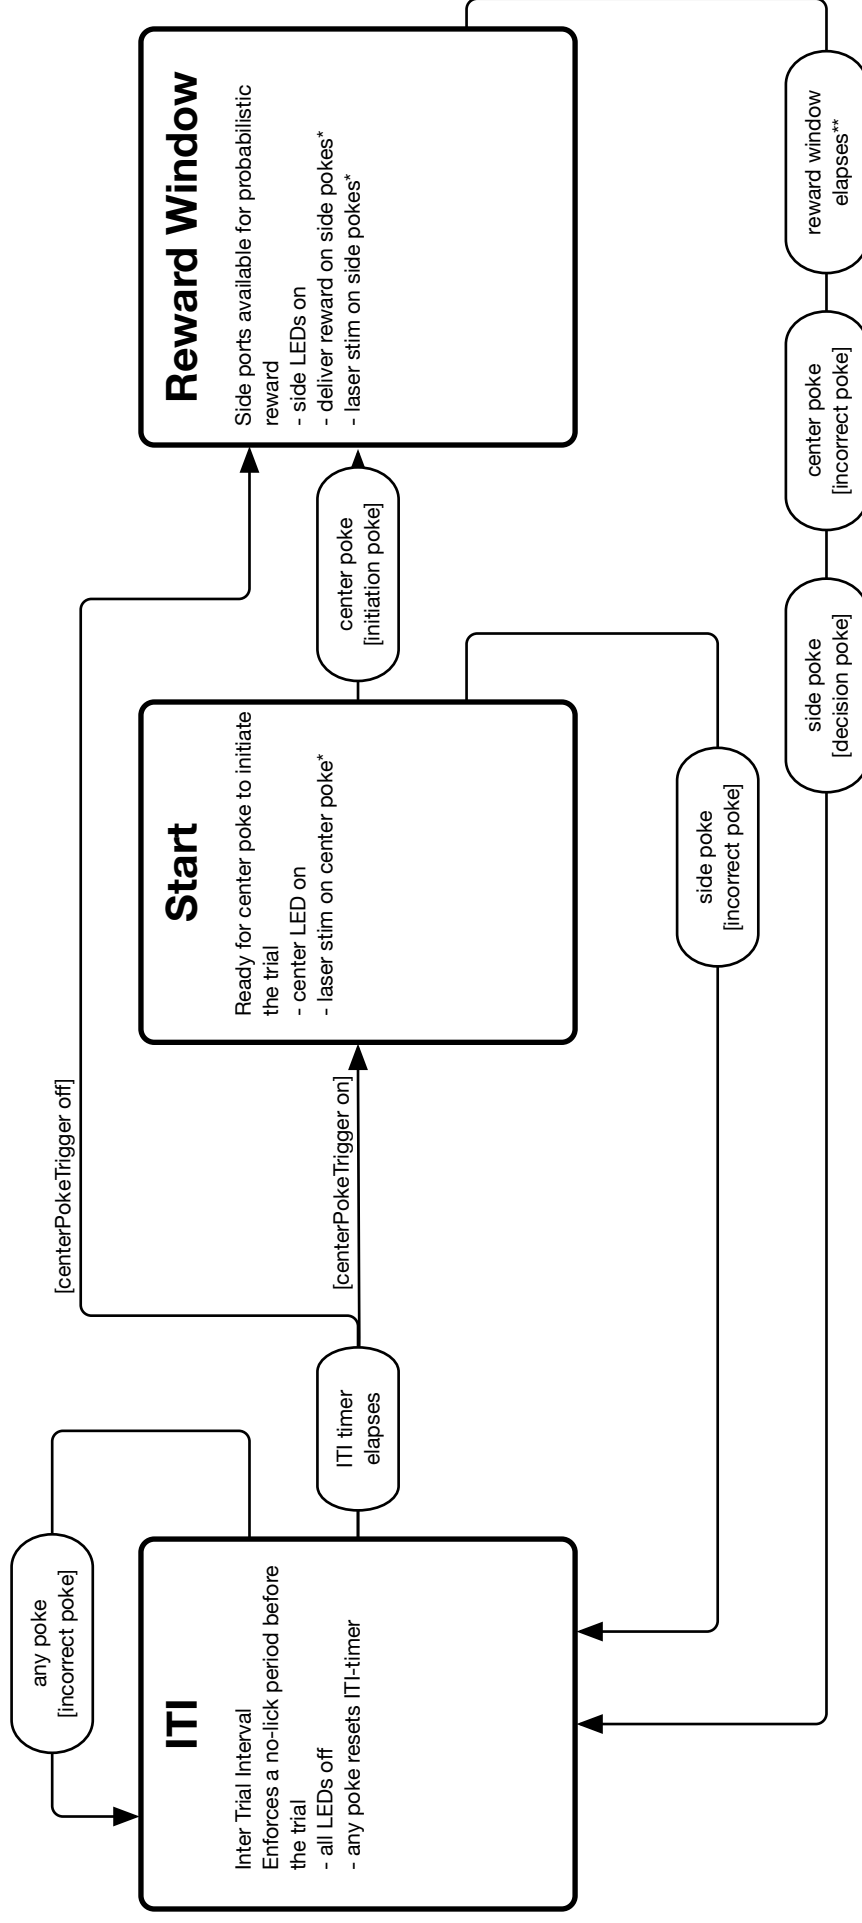 any poke
[incorrect poke]
ITI
Inter Trial Interval
Enforces a no-lick period before
the trial
- all LEDs off
- any poke resets ITI-timer
ITI timer
elapses
[centerPokeTrigger off]
[centerPokeTrigger on]
Start
Ready for center poke to initiate
the trial
- center LED on
- laser stim on center poke*
center poke
[initiation poke]
side poke
[incorrect poke]
Reward Window
Side ports available for probabilistic
reward
- side LEDs on
- deliver reward on side pokes*
- laser stim on side pokes*
side poke
[decision poke]
center poke
[incorrect poke]
reward window
elapses**